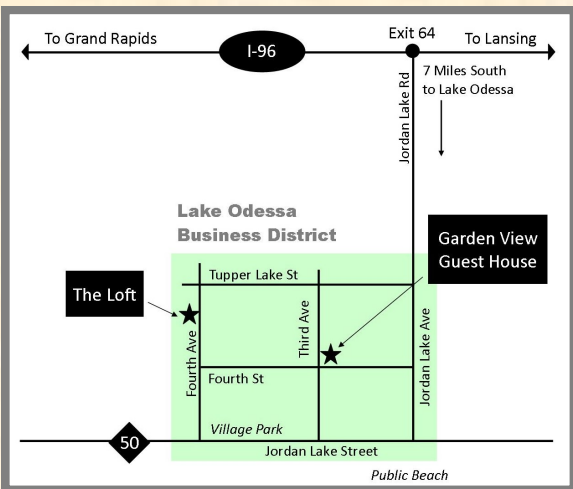 To Grand Rapids
I-96
Exit 64
To Lansing
Jordan Lake Rd
7 Miles South
to Lake Odessa
Lake Odessa
Business District
Garden View
Guest House
The Loft
Tupper Lake St
Fourth Ave
Third Ave
Jordan Lake Ave
Fourth St
Village Park
50
Jordan Lake Street
Public Beach